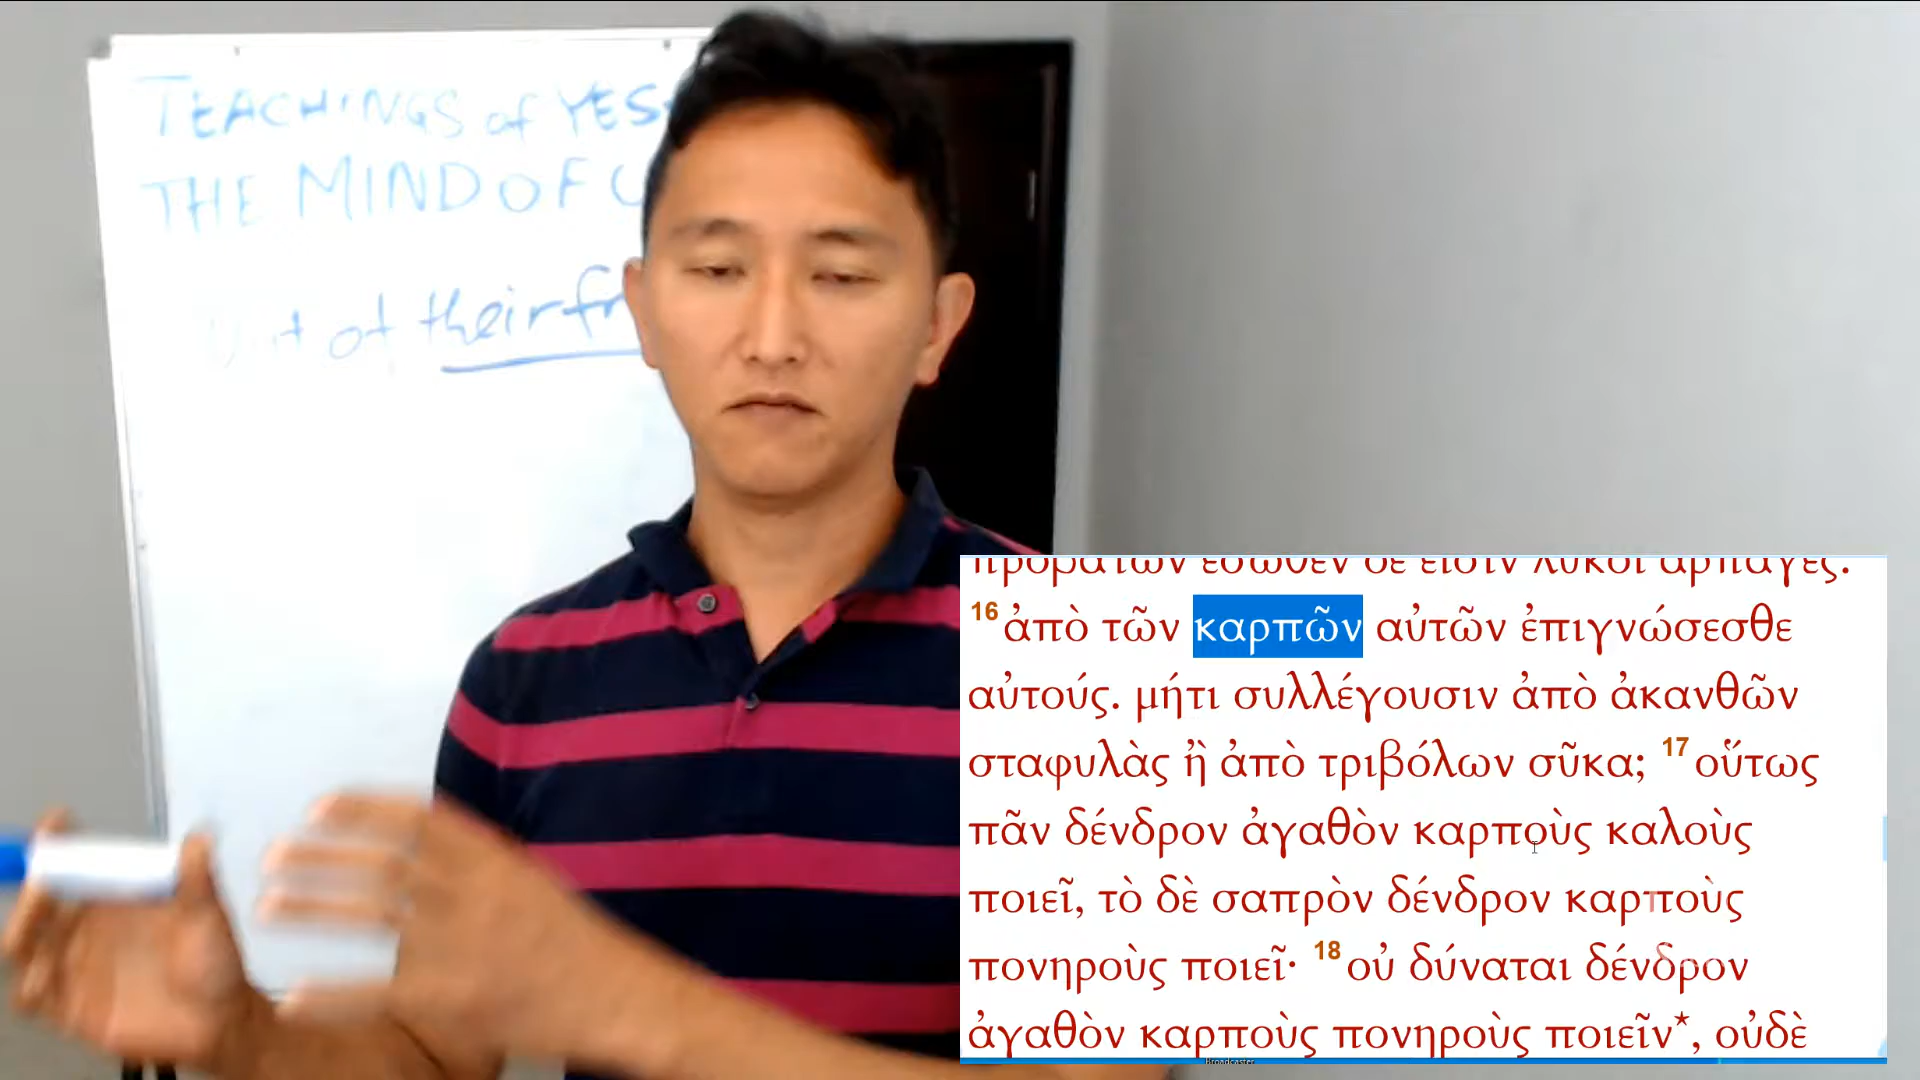 TEACHINGS of YES
THE MIND OF
of their fr
16 ἀπὸ τῶν καρπῶν αὐτῶν ἐπιγνώσεσθε
αὐτούς. μήτι συλλέγουσιν ἀπὸ ἀκανθῶν
σταφυλὰς ἢ ἀπὸ τριβόλων σῦκα; 17 οὕτως
πᾶν δένδρον ἀγαθὸν καρποὺς καλοὺς
ποιεῖ, τὸ δὲ σαπρὸν δένδρον καρποὺς
πονηροὺς ποιεῖ· 18 οὐ δύναται δένδρον
ἀγαθὸν καρποὺς πονηροὺς ποιεῖν*, οὐδὲ
Broadcaster